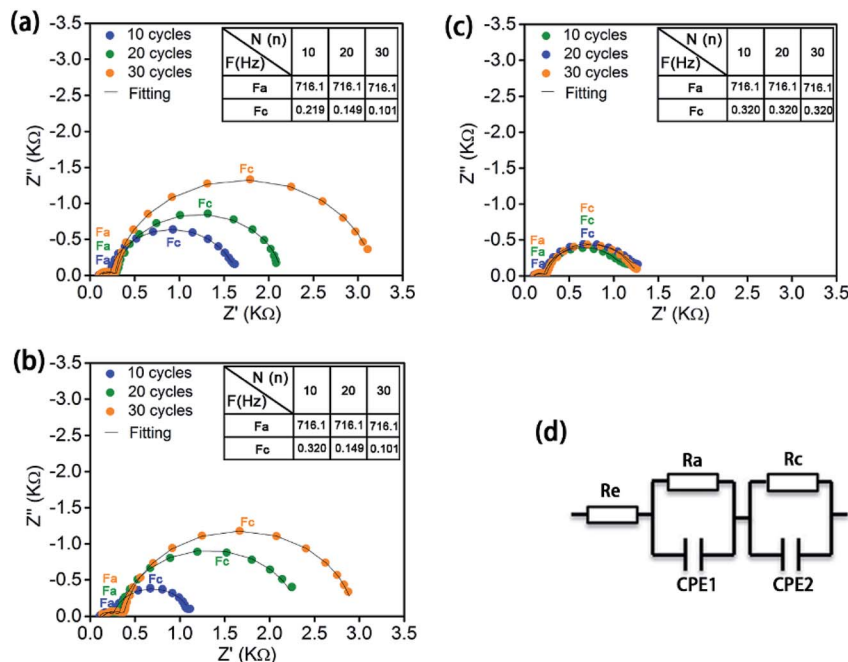 (a)
-3.5
-3.0
-2.5
-2.0
-1.5
-1.0
-0.5
0.0
Z" (KΩ)
10 cycles
20 cycles
30 cycles
Fitting
N (n) 10 20 30
F(Hz)
Fa 716.1 716.1 716.1
Fc 0.219 0.149 0.101
Fc
Fc
Fc
Fa
Fa
Fa
0.0 0.5 1.0 1.5 2.0 2.5 3.0 3.5
Z' (KΩ)
(c)
-3.5
-3.0
-2.5
-2.0
-1.5
-1.0
-0.5
0.0
Z" (KΩ)
10 cycles
20 cycles
30 cycles
Fitting
N (n) 10 20 30
F(Hz)
Fa 716.1 716.1 716.1
Fc 0.320 0.320 0.320
Fc
Fc
Fc
Fa
Fa
Fa
0.0 0.5 1.0 1.5 2.0 2.5 3.0 3.5
Z' (KΩ)
(b)
-3.5
-3.0
-2.5
-2.0
-1.5
-1.0
-0.5
0.0
Z" (KΩ)
10 cycles
20 cycles
30 cycles
Fitting
N (n) 10 20 30
F(Hz)
Fa 716.1 716.1 716.1
Fc 0.320 0.149 0.101
Fc
Fc
Fc
Fa
Fa
Fa
0.0 0.5 1.0 1.5 2.0 2.5 3.0 3.5
Z' (KΩ)
(d)
Re
Ra
Rc
CPE1
CPE2